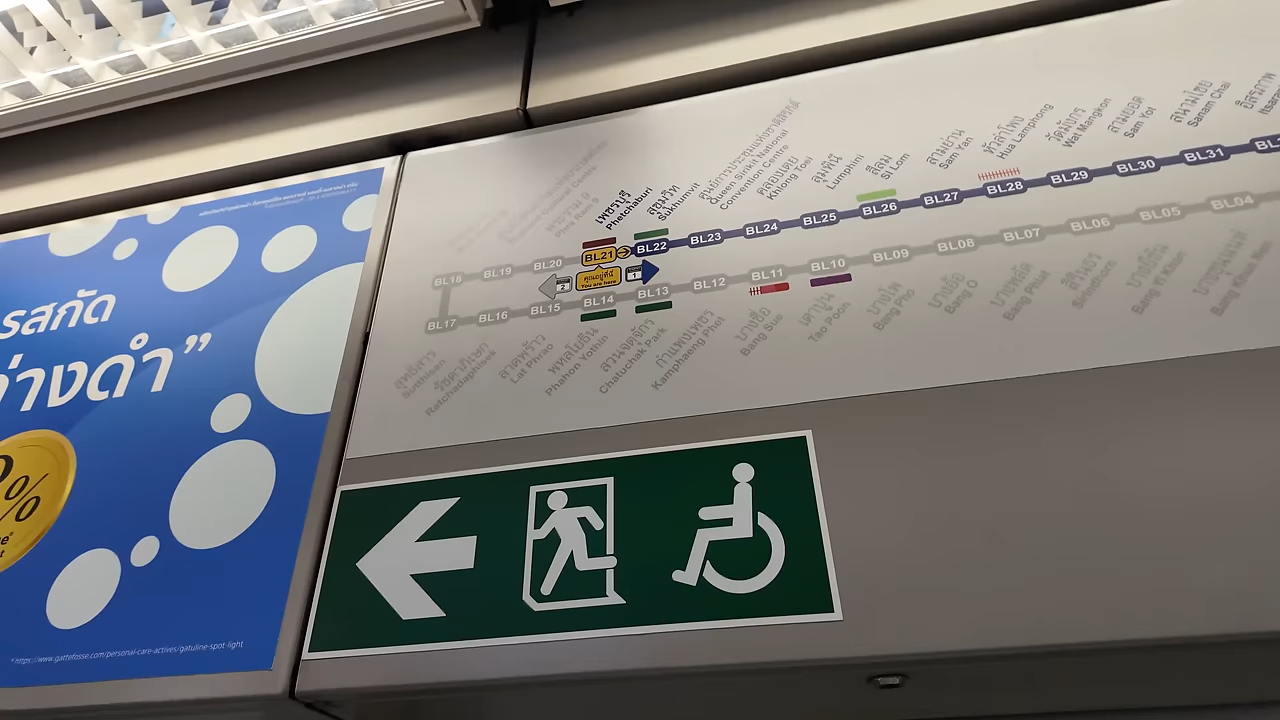 รสกัด
่างดำ”
%
* https://www.gattefosse.com/personal-care-actives/gatuline-spot-light
เพชรบุรี
Phetchaburi
สุขุมวิท
Sukhumvit
ศูนย์การประชุมแห่งชาติสิริกิติ์
Queen Sirikit National
Convention Centre
คลองเตย
Khlong Toei
ลุมพินี
Lumphini
สีลม
Si Lom
สามย่าน
Sam Yan
หัวลำโพง
Hua Lamphong
วัดมังกร
Wat Mangkon
สามยอด
Sam Yot
สนามไชย
Sanam Chai
อิสรภาพ
BL18 BL19 BL20 BL21 BL22 BL23 BL24 BL25 BL26 BL27 BL28 BL29 BL30 BL31
2 คุณอยู่ที่นี่ 1
You are here
BL17 BL16 BL15 BL14 BL13 BL12 BL11 BL10 BL09 BL08 BL07 BL06 BL05 BL04
สุทธิสาร
Sutthisan
รัชดาภิเษก
Ratchadaphisek
ลาดพร้าว
Lat Phrao
พหลโยธิน
Phahon Yothin
สวนจตุจักร
Chatuchak Park
กำแพงเพชร
Kamphaeng Phet
บางซื่อ
Bang Sue
เตาปูน
Tao Poon
บางโพ
Bang Pho
บางอ้อ
Bang O
บางพลัด
Bang Phlat
สิรินธร
Sirindhorn
บางยี่ขัน
Bang Yi Khan
บางขุนนนท์
Bang Khun Non